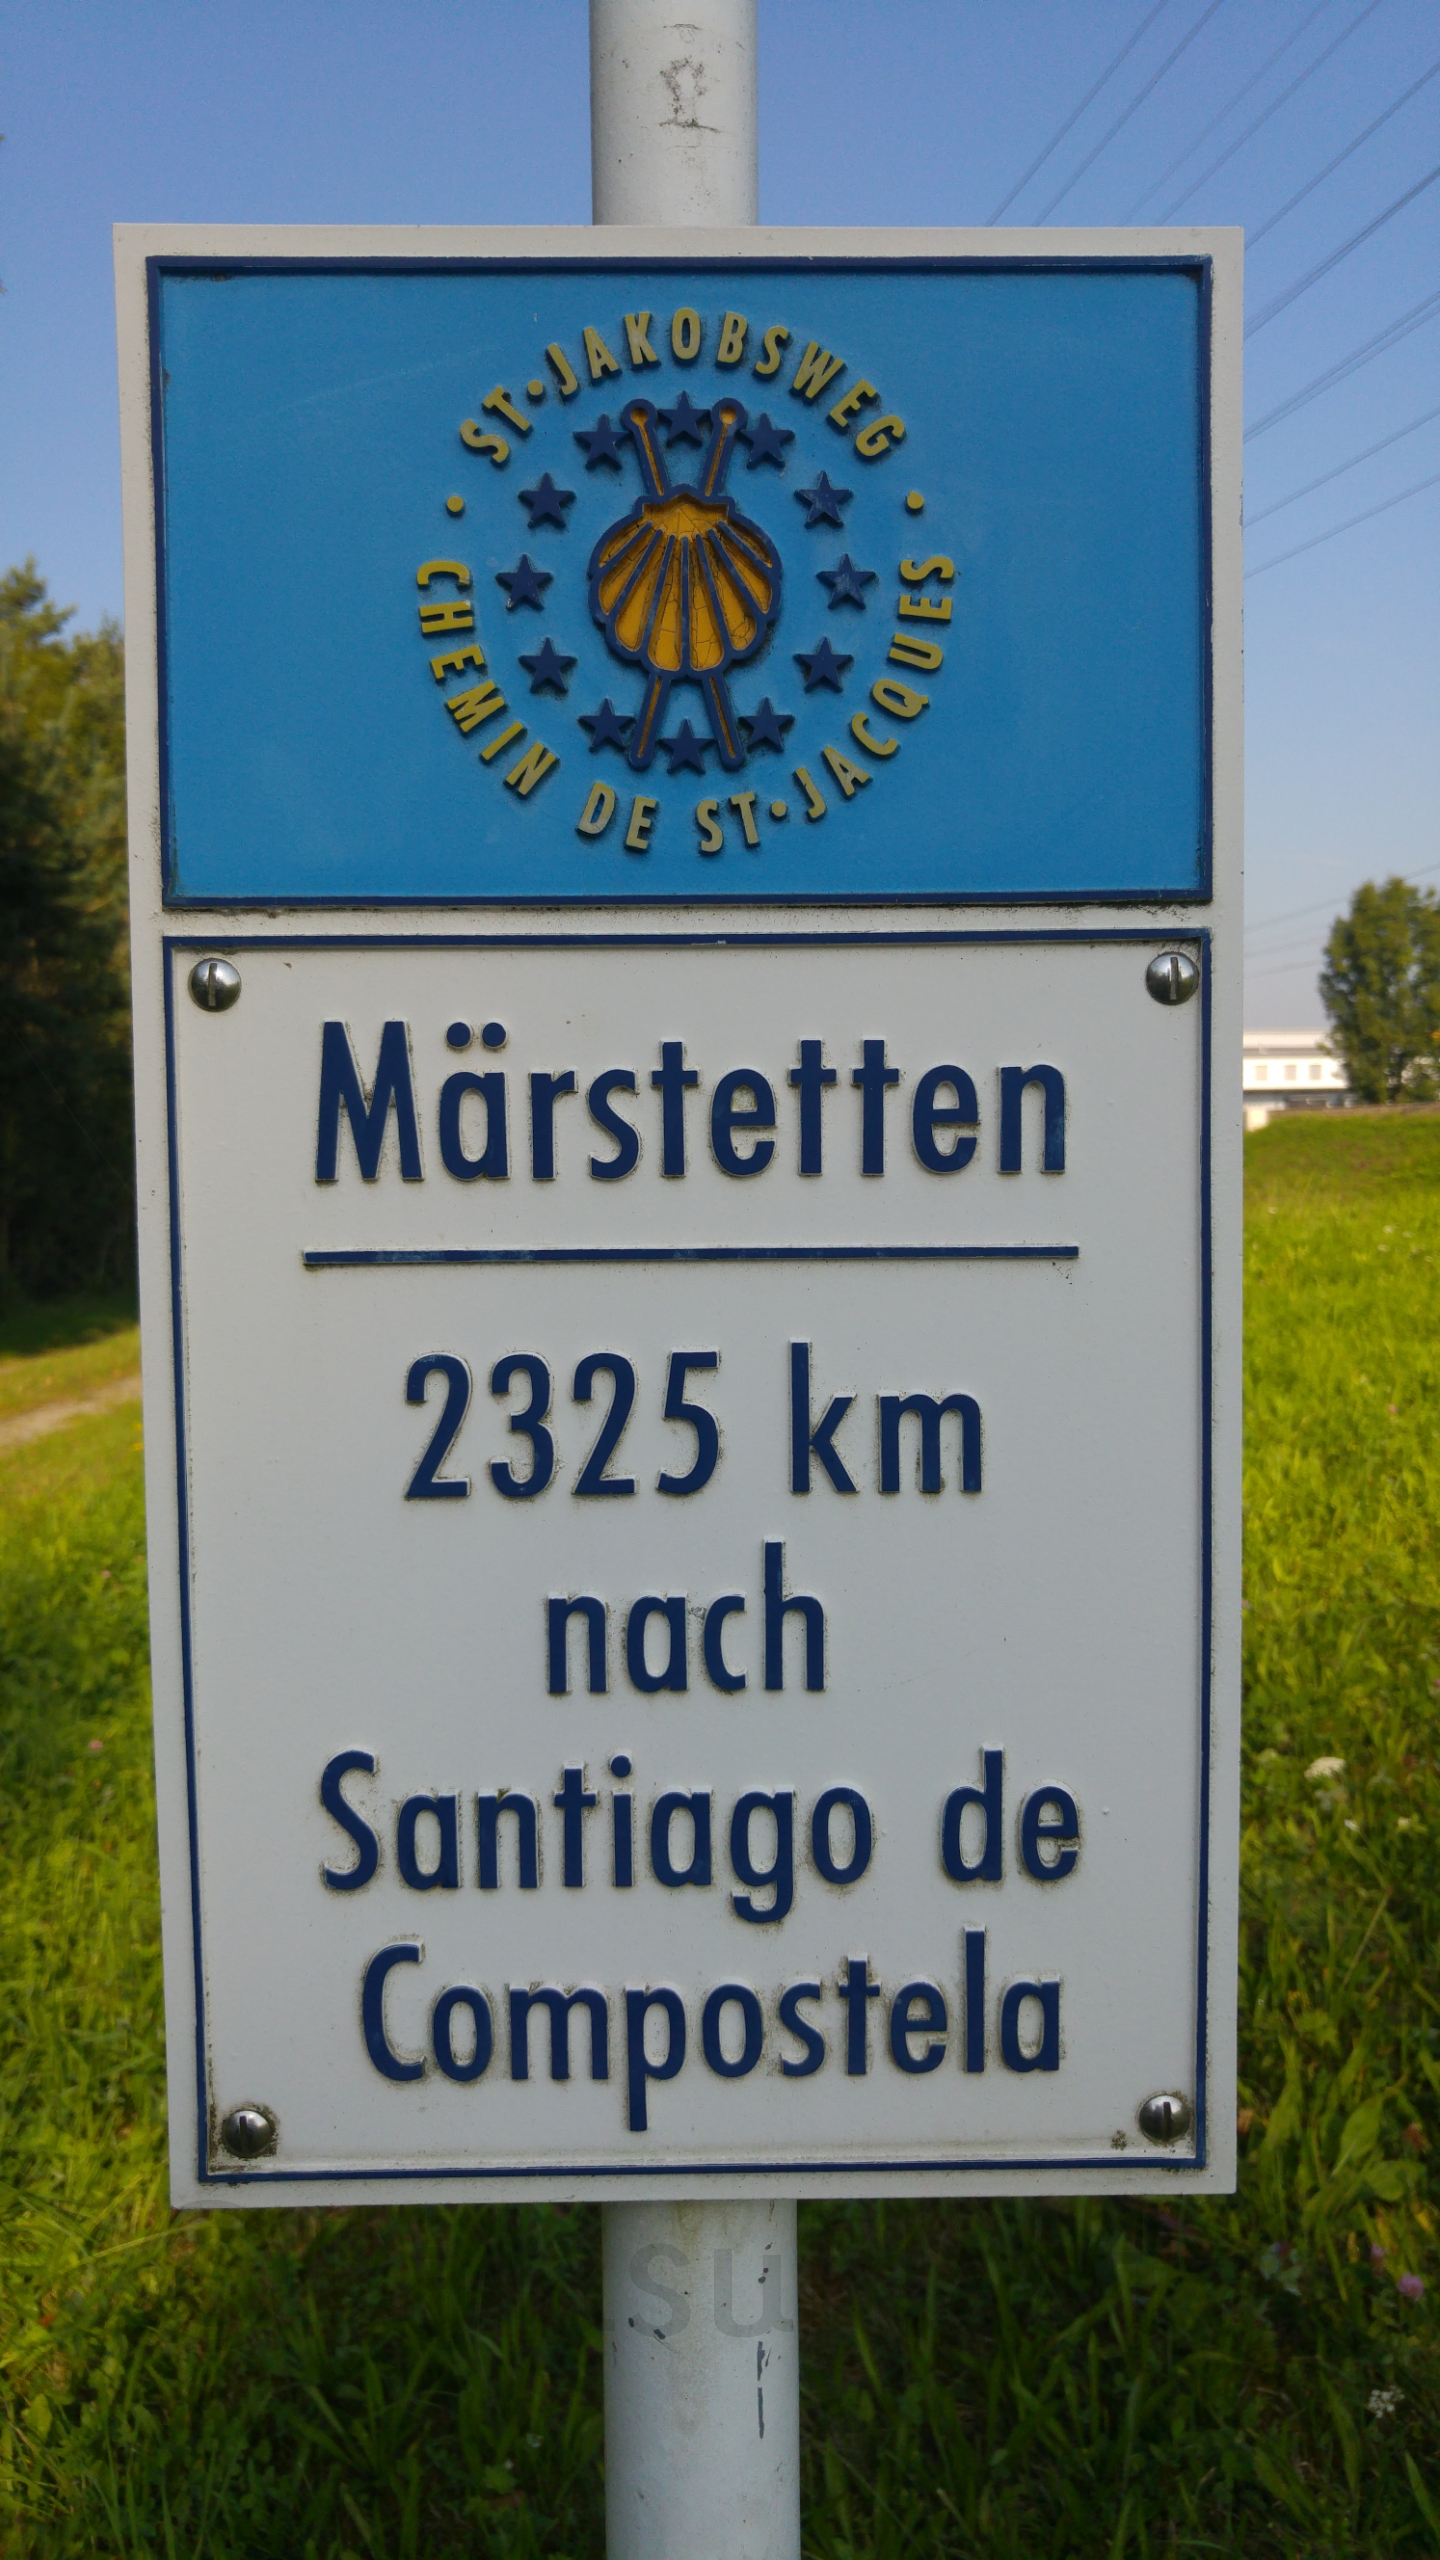 ST·JAKOBSWEG
CHEMIN DE ST·JACQUES
Märstetten
2325 km
nach
Santiago de
Compostela